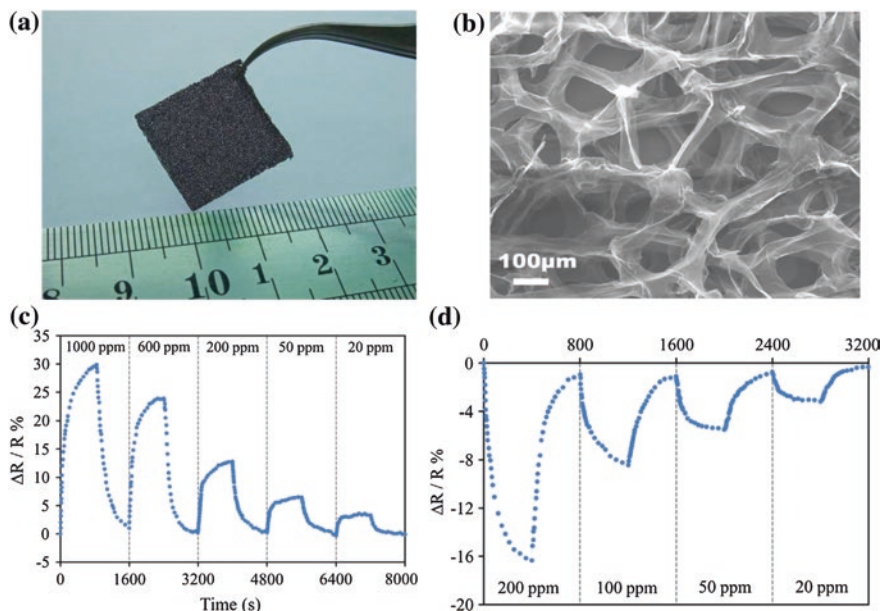 (a)
8 9 10 1 2 3
(b)
100μm
(c)
1000 ppm 600 ppm 200 ppm 50 ppm 20 ppm
35
30
25
20
15
10
5
0
-5
ΔR / R %
0 1600 3200 4800 6400 8000
Time (s)
(d)
0 800 1600 2400 3200
0
-4
-8
-12
-16
-20
ΔR / R %
200 ppm 100 ppm 50 ppm 20 ppm